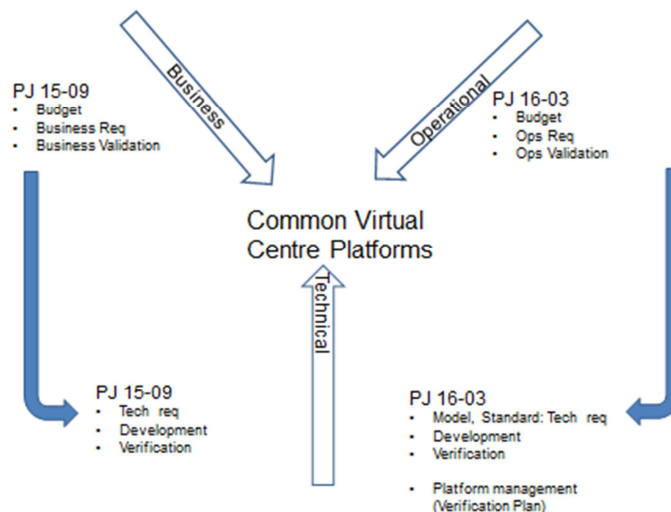 Business
Operational
PJ 15-09
• Budget
• Business Req
• Business Validation
PJ 16-03
• Budget
• Ops Req
• Ops Validation
Common Virtual
Centre Platforms
Technical
PJ 15-09
• Tech req
• Development
• Verification
PJ 16-03
• Model, Standard: Tech req
• Development
• Verification
• Platform management
(Verification Plan)